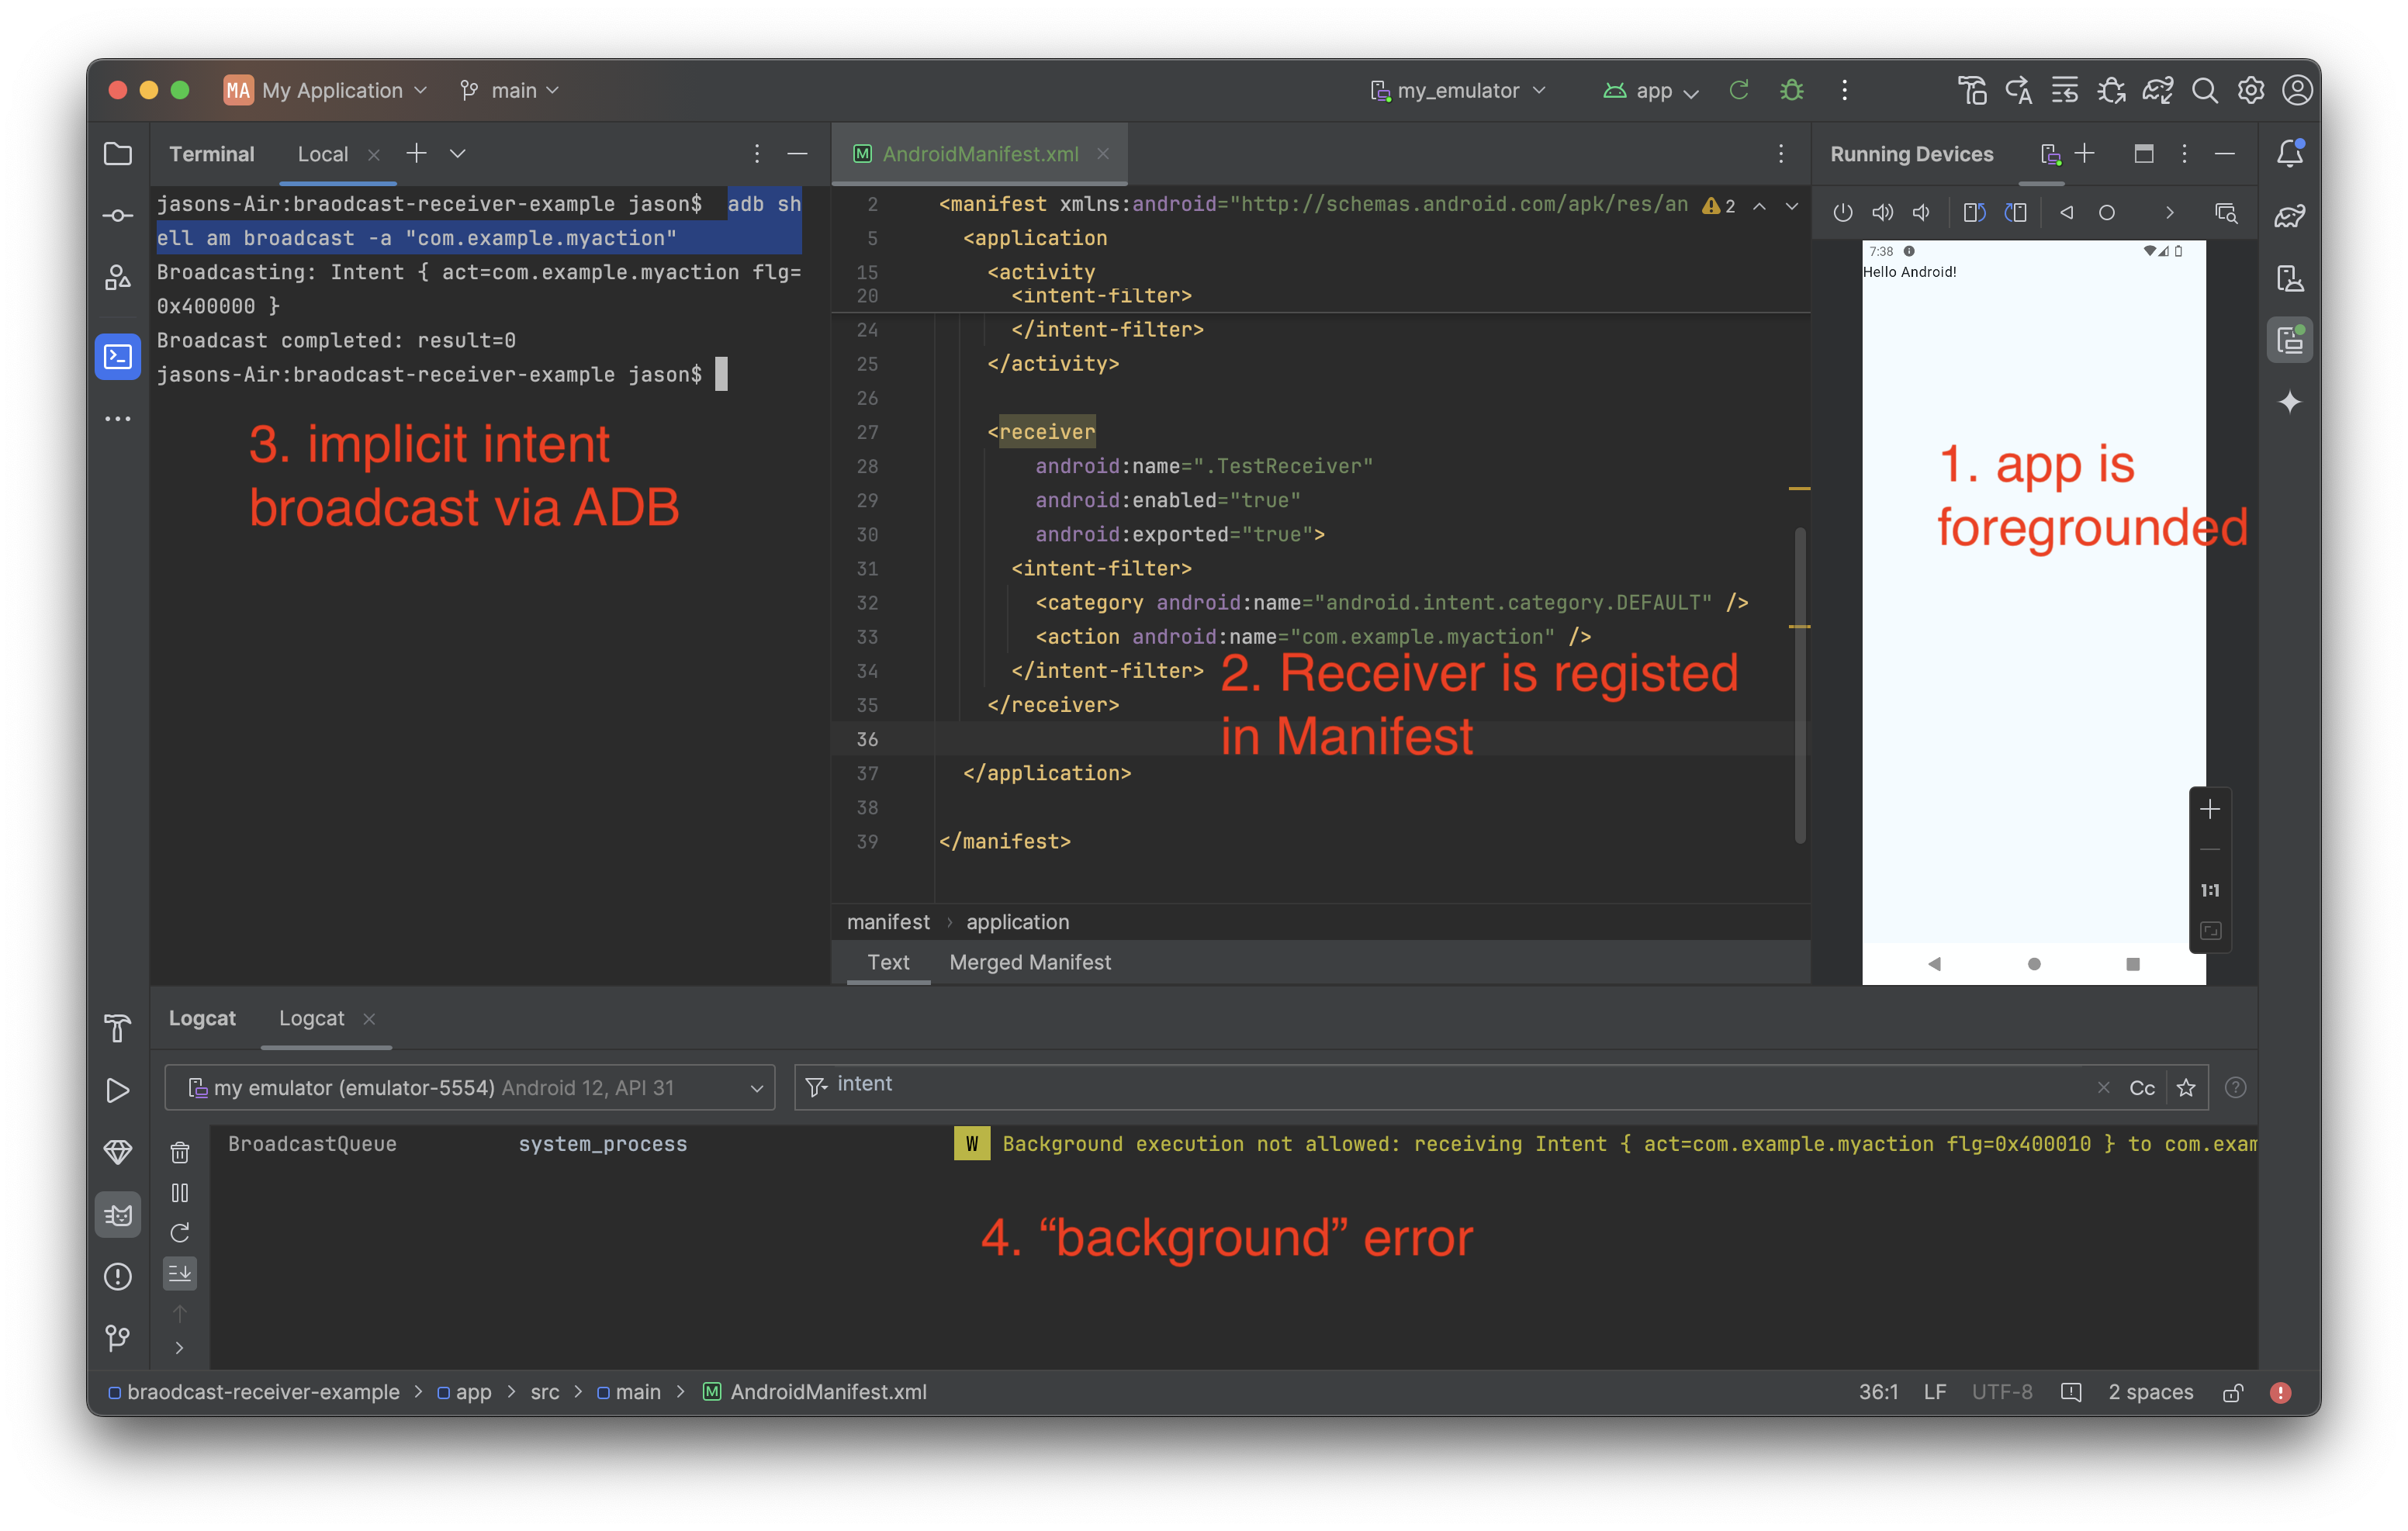 MA My Application main my_emulator app
Terminal Local
jasons-Air:braodcast-receiver-example jason$ adb sh
ell am broadcast -a "com.example.myaction"
Broadcasting: Intent { act=com.example.myaction flg=
0x400000 }
Broadcast completed: result=0
jasons-Air:braodcast-receiver-example jason$
3. implicit intent
broadcast via ADB
M AndroidManifest.xml
2 <manifest xmlns:android="http://schemas.android.com/apk/res/an 2
5 <application
15 <activity
20 <intent-filter>
24 </intent-filter>
25 </activity>
26
27 <receiver
28 android:name=".TestReceiver"
29 android:enabled="true"
30 android:exported="true">
31 <intent-filter>
32 <category android:name="android.intent.category.DEFAULT" />
33 <action android:name="com.example.myaction" />
34 </intent-filter>
35 </receiver>
36
37 </application>
38
39 </manifest>
2. Receiver is registed
in Manifest
manifest › application
Text Merged Manifest
Running Devices
7:38
Hello Android!
1. app is
foregrounded
1:1
Logcat Logcat
my emulator (emulator-5554) Android 12, API 31 intent Cc
BroadcastQueue system_process W Background execution not allowed: receiving Intent { act=com.example.myaction flg=0x400010 } to com.exam
4. “background” error
braodcast-receiver-example > app > src > main > M AndroidManifest.xml 36:1 LF UTF-8 2 spaces